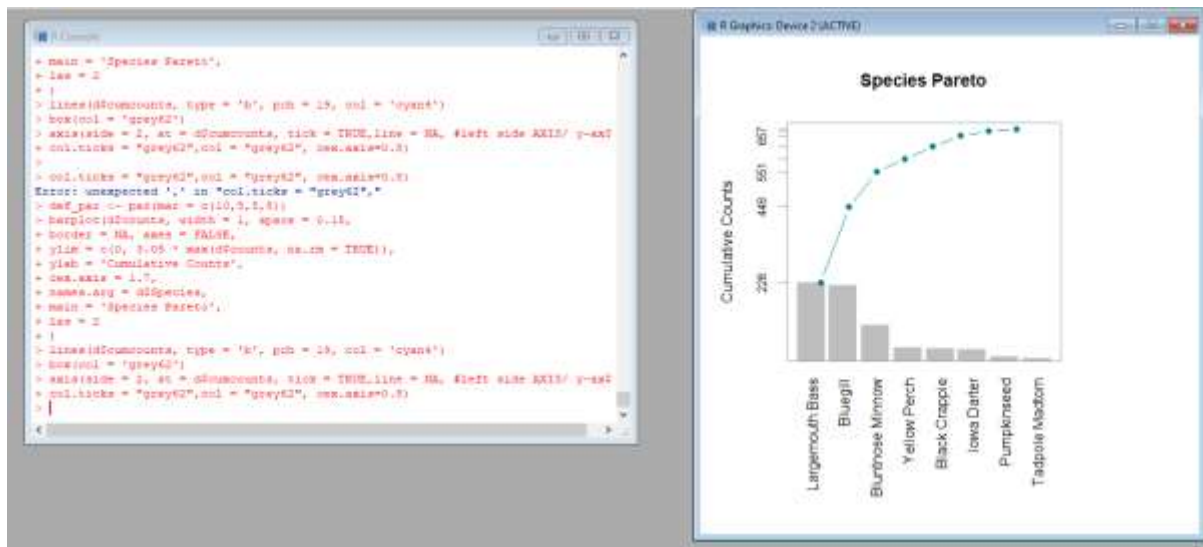 R Console
+ main = 'Species Pareto',
+ las = 2
+ )
> lines(d$cumcounts, type = 'b', pch = 19, col = 'cyan4')
> box(col = 'grey62')
> axis(side = 2, at = d$cumcounts, tick = TRUE,line = NA, #left side AXIS/ y-ax$
+ col.ticks = "grey62",col = "grey62", cex.axis=0.8)
>
> col.ticks = "grey62",col = "grey62", cex.axis=0.8)
Error: unexpected ',' in "col.ticks = "grey62","
> def_par <- par(mar = c(10,5,5,5))
> barplot(d$counts, width = 1, space = 0.15,
+ border = NA, axes = FALSE,
+ ylim = c(0, 3.05 * max(d$counts, na.rm = TRUE)),
+ ylab = 'Cumulative Counts',
+ cex.axis = 1.7,
+ names.arg = d$Species,
+ main = 'Species Pareto',
+ las = 2
+ )
> lines(d$cumcounts, type = 'b', pch = 19, col = 'cyan4')
> box(col = 'grey62')
> axis(side = 2, at = d$cumcounts, tick = TRUE,line = NA, #left side AXIS/ y-ax$
+ col.ticks = "grey62",col = "grey62", cex.axis=0.8)
>
R Graphics: Device 2 (ACTIVE)
Species Pareto
Cumulative Counts
657
551
448
228
Largemouth Bass
Bluegill
Bluntnose Minnow
Yellow Perch
Black Crappie
Iowa Darter
Pumpkinseed
Tadpole Madtom